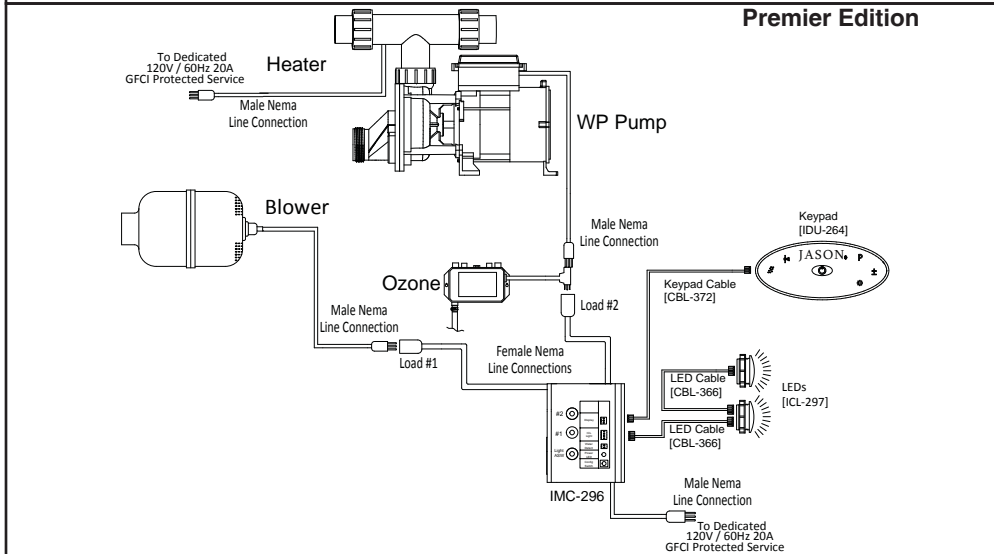 Premier Edition
To Dedicated
120V / 60Hz 20A
GFCI Protected Service
Heater
Male Nema
Line Connection
WP Pump
Blower
Male Nema
Line Connection
Keypad
[IDU-264]
JASON
P
Keypad Cable
[CBL-372]
Ozone
Load #2
Male Nema
Line Connection
Load #1
Female Nema
Line Connections
LED Cable
[CBL-366]
LEDs
[ICL-297]
LED Cable
[CBL-366]
#2
#1
Light
IMC-296
Male Nema
Line Connection
To Dedicated
120V / 60Hz 20A
GFCI Protected Service